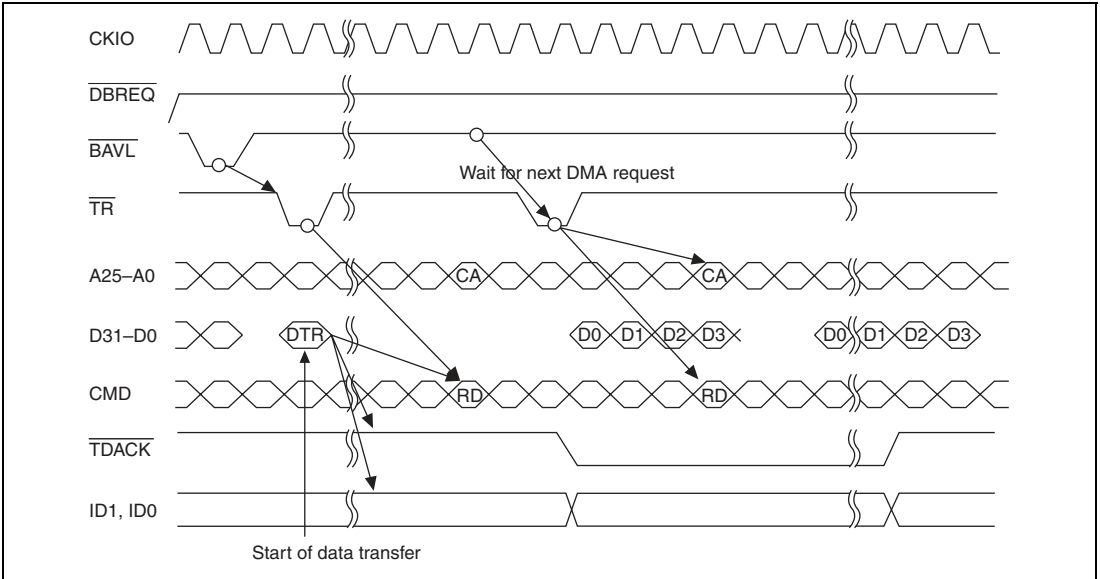 CKIO
DBREQ
BAVL
Wait for next DMA request
TR
A25–A0 CA CA
D31–D0 DTR D0 D1 D2 D3 D0 D1 D2 D3
CMD RD RD
TDACK
ID1, ID0
Start of data transfer